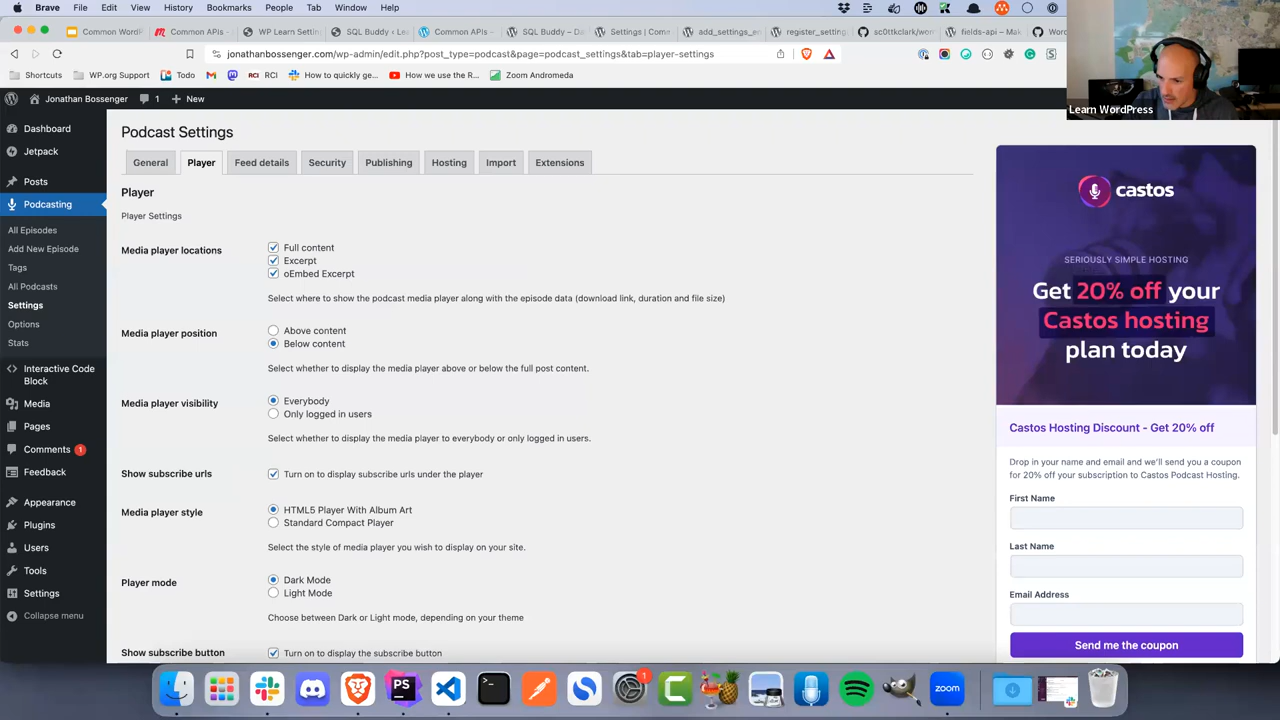 Brave File Edit View History Bookmarks People Tab Window Help
Common Word
Common APIs -
WP Learn Setting
SQL Buddy ‹ Lea
Common APIs -
SQL Buddy – Da
Settings | Comm
add_settings_er
register_setting
sc0ttkclark/wor
fields-api – Mak
Word
jonathanbossenger.com/wp-admin/edit.php?post_type=podcast&page=podcast_settings&tab=player-settings
Shortcuts WP.org Support Todo RCI RCI How to quickly ge... How we use the R... Zoom Andromeda
Jonathan Bossenger 1 + New
Learn WordPress
Dashboard
Jetpack
Posts
Podcasting
All Episodes
Add New Episode
Tags
All Podcasts
Settings
Options
Stats
Interactive Code
Block
Media
Pages
Comments 1
Feedback
Appearance
Plugins
Users
Tools
Settings
Collapse menu
Podcast Settings
General Player Feed details Security Publishing Hosting Import Extensions
Player
Player Settings
Media player locations
Full content
Excerpt
oEmbed Excerpt
Select where to show the podcast media player along with the episode data (download link, duration and file size)
Media player position
Above content
Below content
Select whether to display the media player above or below the full post content.
Media player visibility
Everybody
Only logged in users
Select whether to display the media player to everybody or only logged in users.
Show subscribe urls
Turn on to display subscribe urls under the player
Media player style
HTML5 Player With Album Art
Standard Compact Player
Select the style of media player you wish to display on your site.
Player mode
Dark Mode
Light Mode
Choose between Dark or Light mode, depending on your theme
Show subscribe button
Turn on to display the subscribe button
castos
SERIOUSLY SIMPLE HOSTING
Get 20% off your
Castos hosting
plan today
Castos Hosting Discount - Get 20% off
Drop in your name and email and we'll send you a coupon
for 20% off your subscription to Castos Podcast Hosting.
First Name
Last Name
Email Address
Send me the coupon
PS
zoom
1